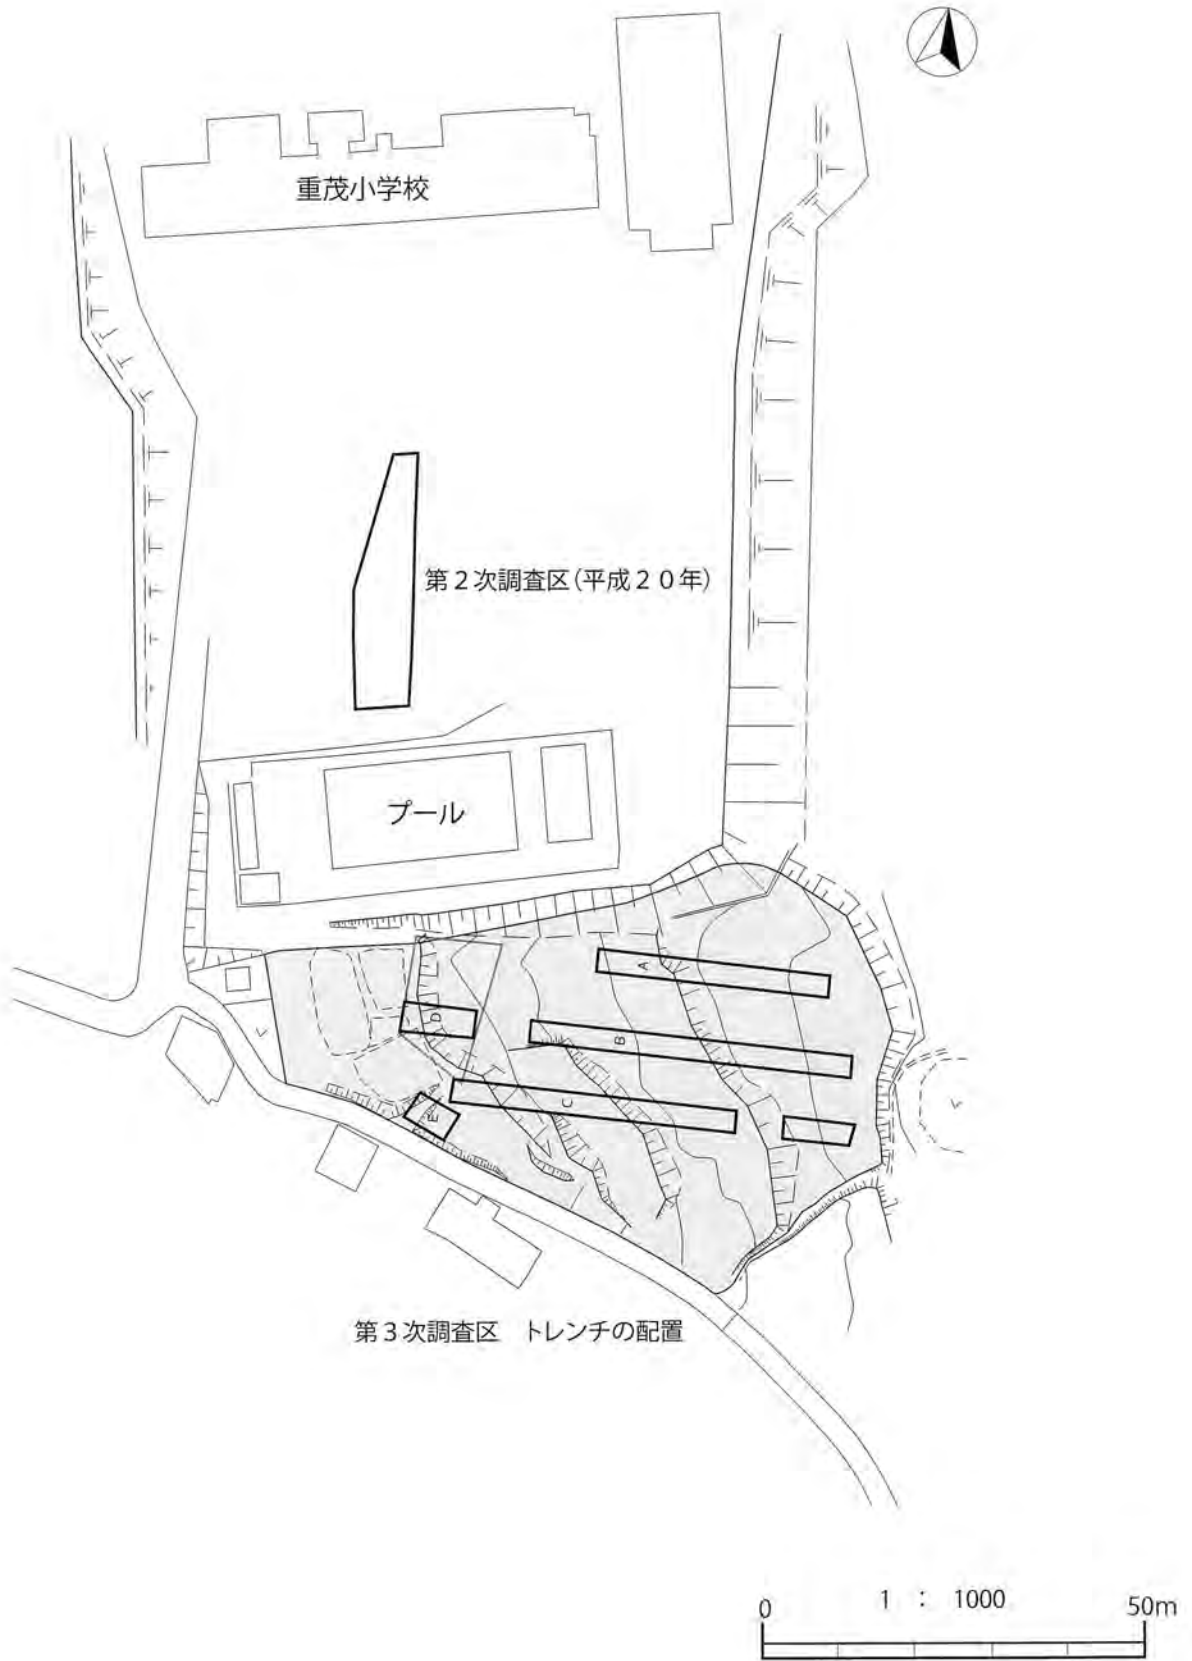 重茂小学校
第２次調査区(平成２０年)
プール
A
B
C
D
E
第３次調査区　トレンチの配置
0　1 ： 1000　50m